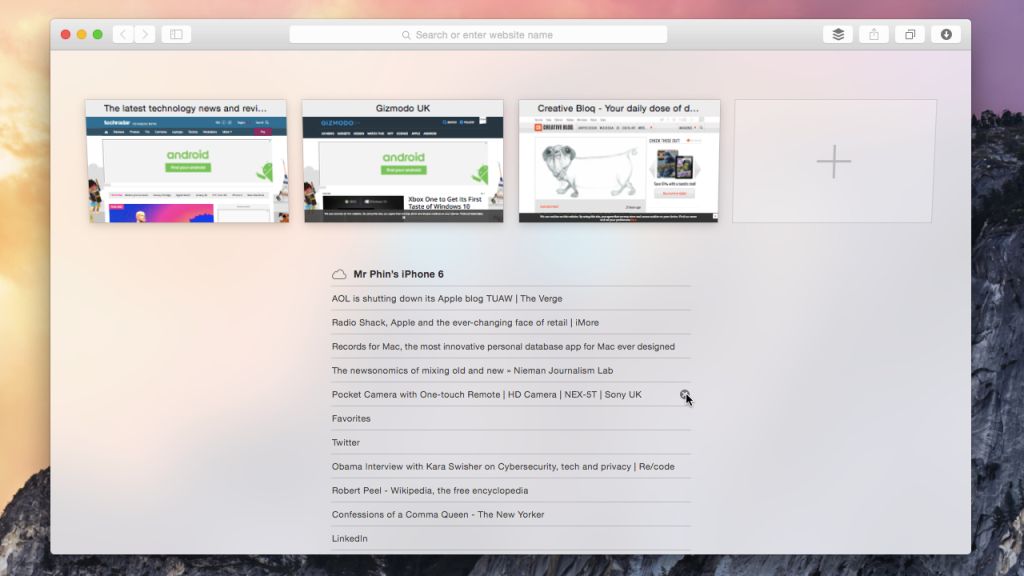 Search or enter website name
The latest technology news and revi...
Gizmodo UK
Creative Bloq - Your daily dose of d...
techradar
GIZMODO
CREATIVE BLOQ
CHECK THESE OUT!
android
android
Xbox One to Get its First
Taste of Windows 10
Mr Phin's iPhone 6
AOL is shutting down its Apple blog TUAW | The Verge
Radio Shack, Apple and the ever-changing face of retail | iMore
Records for Mac, the most innovative personal database app for Mac ever designed
The newsonomics of mixing old and new » Nieman Journalism Lab
Pocket Camera with One-touch Remote | HD Camera | NEX-5T | Sony UK
Favorites
Twitter
Obama Interview with Kara Swisher on Cybersecurity, tech and privacy | Re/code
Robert Peel - Wikipedia, the free encyclopedia
Confessions of a Comma Queen - The New Yorker
LinkedIn